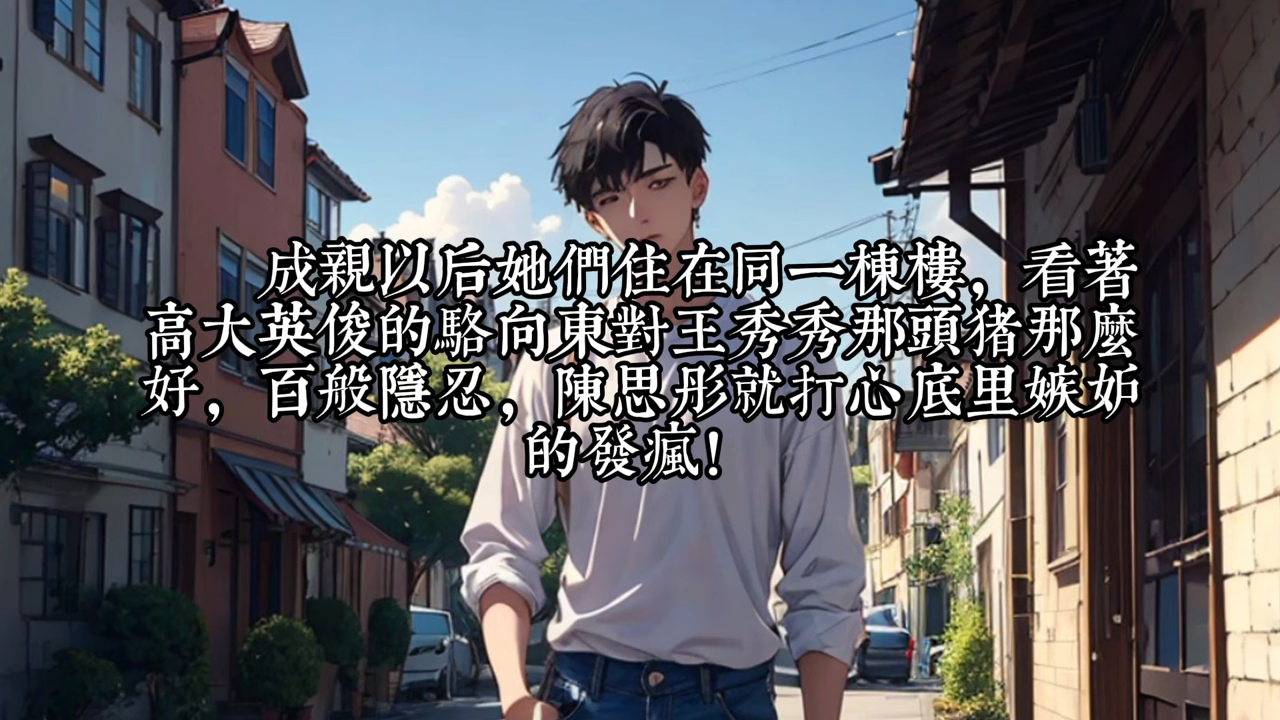 成親以后她們住在同一棟樓，看著
高大英俊的駱向東對王秀秀那頭猪那麼
好，百般隱忍，陳思彤就打心底里嫉妒
的發瘋！